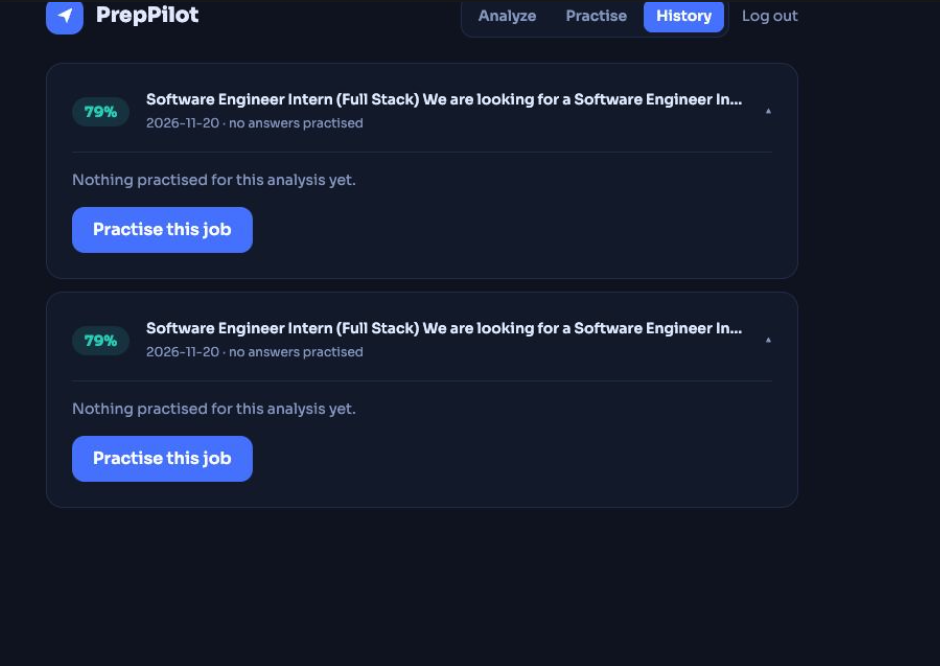 PrepPilot
Analyze Practise History Log out
79%
Software Engineer Intern (Full Stack) We are looking for a Software Engineer In...
2026-11-20 · no answers practised
Nothing practised for this analysis yet.
Practise this job
79%
Software Engineer Intern (Full Stack) We are looking for a Software Engineer In...
2026-11-20 · no answers practised
Nothing practised for this analysis yet.
Practise this job